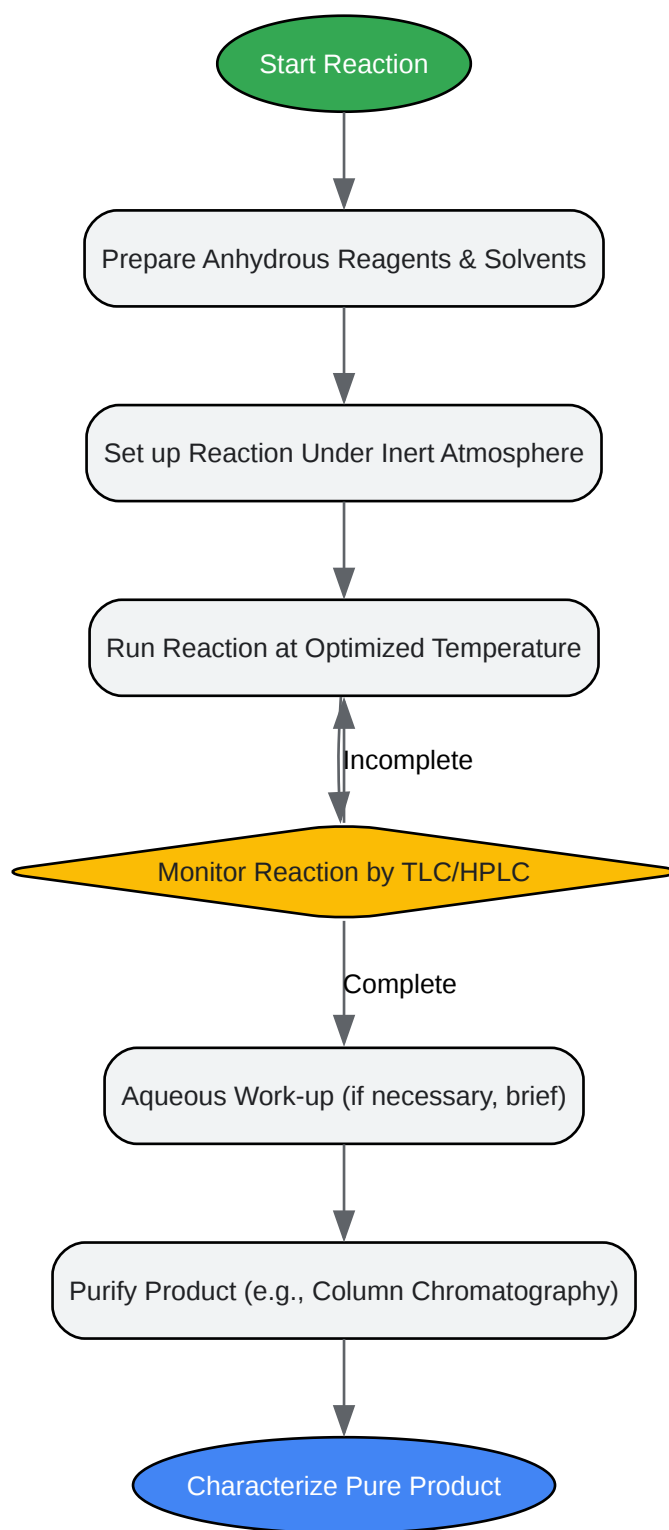 Start Reaction
Prepare Anhydrous Reagents & Solvents
Set up Reaction Under Inert Atmosphere
Run Reaction at Optimized Temperature
Incomplete
Monitor Reaction by TLC/HPLC
Complete
Aqueous Work-up (if necessary, brief)
Purify Product (e.g., Column Chromatography)
Characterize Pure Product